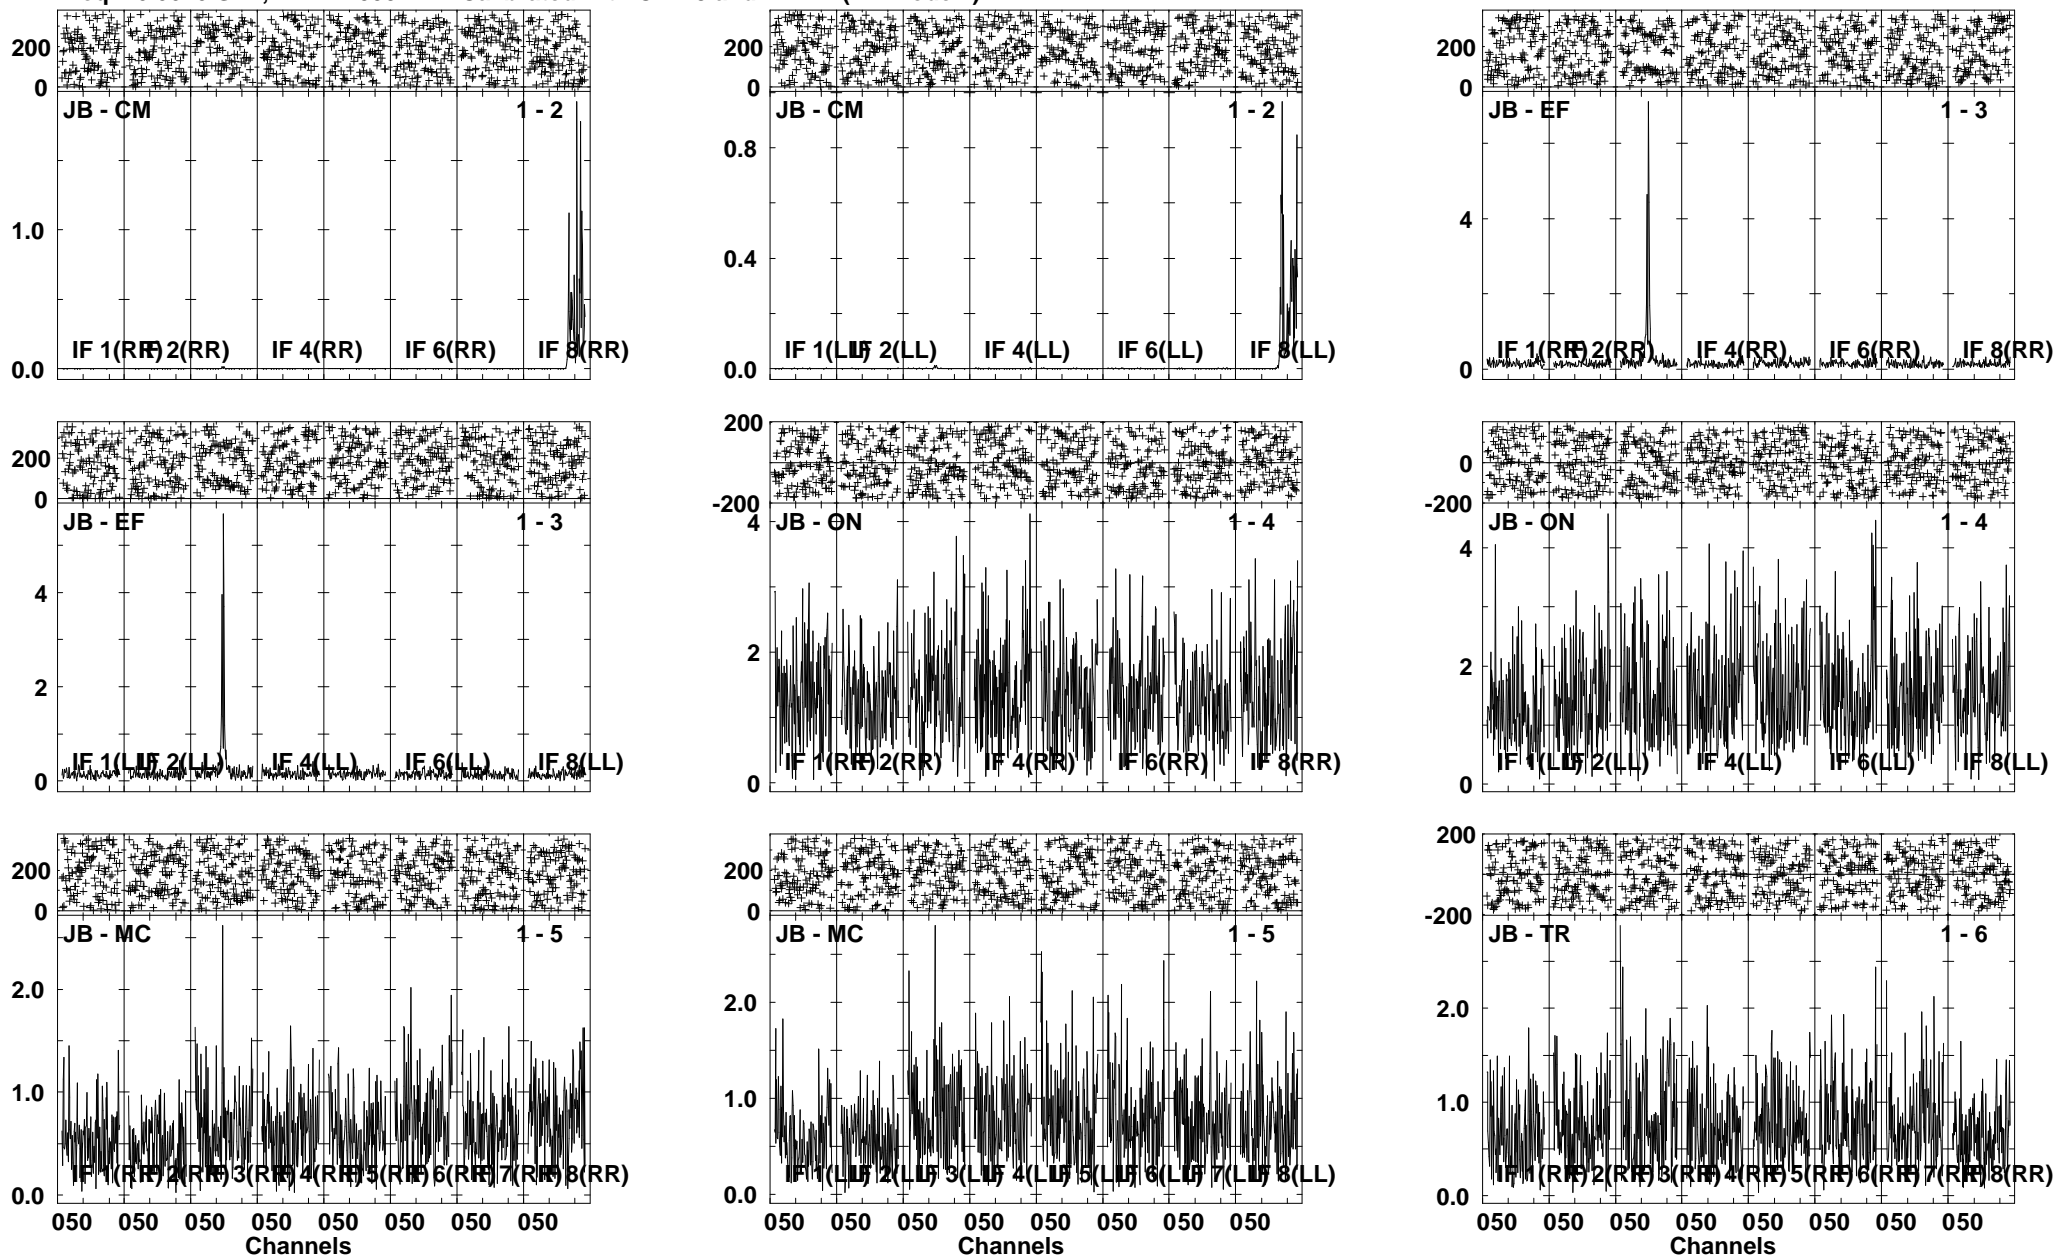 200 200 200
0 0 0
JB - CM 1 - 2 JB - CM 1 - 2 JB - EF 1 - 3
0.8
4
1.0
0.4
IF 1(RR) IF 2(RR) IF 4(RR) IF 6(RR) IF 8(RR) IF 1(LL) IF 2(LL) IF 4(LL) IF 6(LL) IF 8(LL) IF 1(RR) IF 2(RR) IF 4(RR) IF 6(RR) IF 8(RR)
0.0 0.0 0
200
200 0
0 -200 -200
JB - EF 1 - 3 JB - ON 1 - 4 JB - ON 1 - 4
4 4
4
2 2
2
IF 1(LL) IF 2(LL) IF 4(LL) IF 6(LL) IF 8(LL) IF 1(RR) IF 2(RR) IF 4(RR) IF 6(RR) IF 8(RR) IF 1(LL) IF 2(LL) IF 4(LL) IF 6(LL) IF 8(LL)
0 0 0
200
200 200
0 0 -200
JB - MC 1 - 5 JB - MC 1 - 5 JB - TR 1 - 6
2.0 2.0 2.0
1.0 1.0 1.0
IF 1(RR) IF 2(RR) IF 3(RR) IF 4(RR) IF 5(RR) IF 6(RR) IF 7(RR) IF 8(RR) IF 1(LL) IF 2(LL) IF 3(LL) IF 4(LL) IF 5(LL) IF 6(LL) IF 7(LL) IF 8(LL) IF 1(RR) IF 2(RR) IF 3(RR) IF 4(RR) IF 5(RR) IF 6(RR) IF 7(RR) IF 8(RR)
0.0 0.0 0.0
050 050 050 050 050 050 050 050 050 050 050 050 050 050 050 050 050 050 050 050 050 050 050 050
Channels Channels Channels